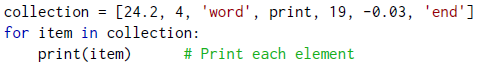 collection = [24.2, 4, 'word', print, 19, -0.03, 'end']
for item in collection:
    print(item)      # Print each element